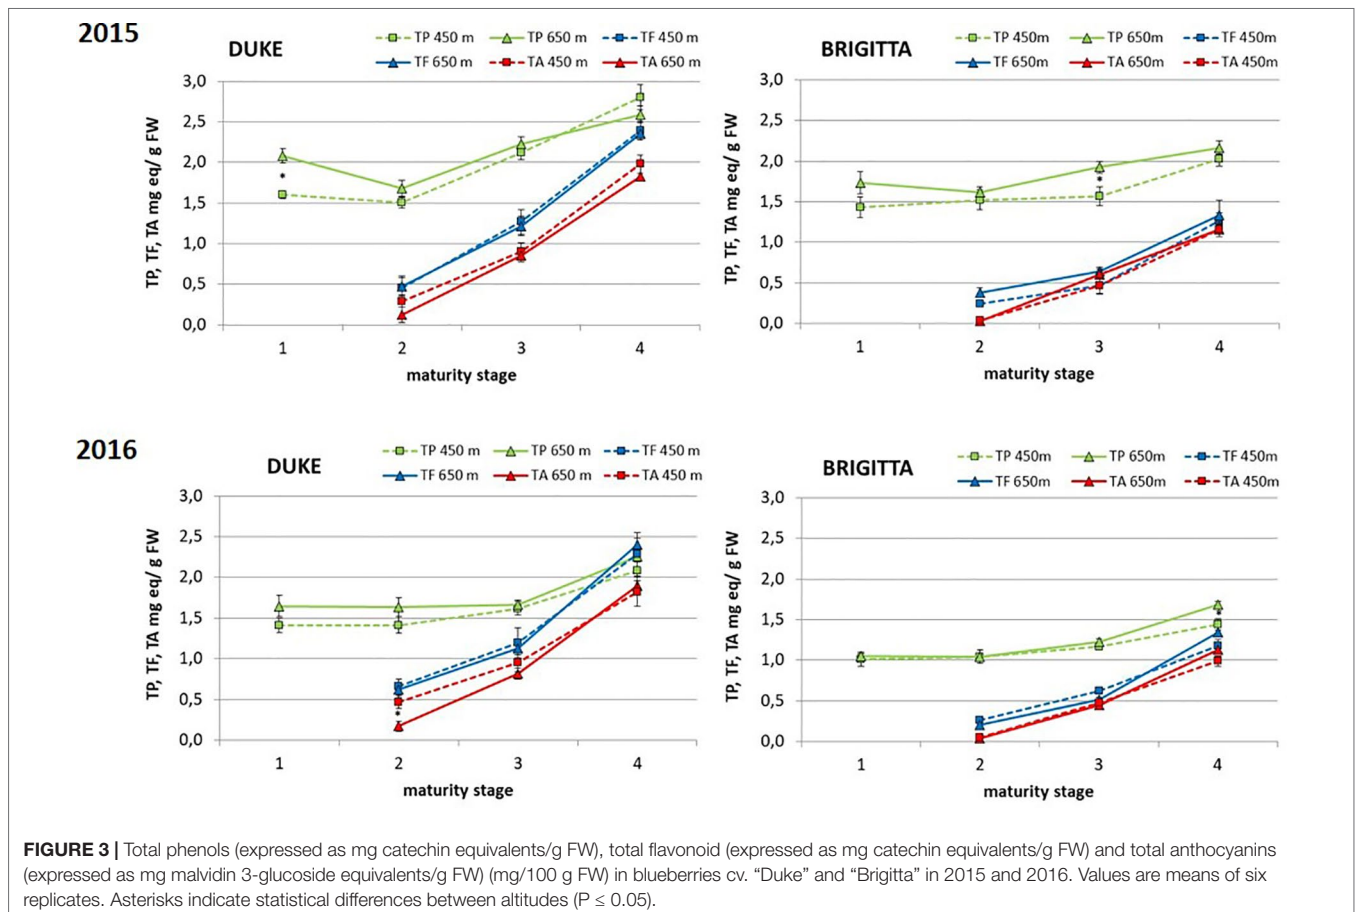 2015
DUKE
TP 450 m TP 650 m TF 450 m
TF 650 m TA 450 m TA 650 m
3,0
2,5
2,0
1,5
1,0
0,5
0,0
TP, TF, TA mg eq/ g FW
*
1 2 3 4
maturity stage
BRIGITTA
TP 450m TP 650m TF 450m
TF 650m TA 650m TA 450m
3,0
2,5
2,0
1,5
1,0
0,5
0,0
TP, TF, TA mg eq/ g FW
*
1 2 3 4
maturity stage
2016
DUKE
TP 450 m TP 650 m TF 450 m
TF 650 m TA 650 m TA 450 m
3,0
2,5
2,0
1,5
1,0
0,5
0,0
TP, TF, TA mg eq/ g FW
*
1 2 3 4
maturity stage
BRIGITTA
TP 450m TP 650m TF 450m
TF 650m TA 650m TA 450m
3,0
2,5
2,0
1,5
1,0
0,5
0,0
TP, TF, TA mg eq/ g FW
*
1 2 3 4
maturity stage
FIGURE 3 | Total phenols (expressed as mg catechin equivalents/g FW), total flavonoid (expressed as mg catechin equivalents/g FW) and total anthocyanins
(expressed as mg malvidin 3-glucoside equivalents/g FW) (mg/100 g FW) in blueberries cv. “Duke” and “Brigitta” in 2015 and 2016. Values are means of six
replicates. Asterisks indicate statistical differences between altitudes (P ≤ 0.05).